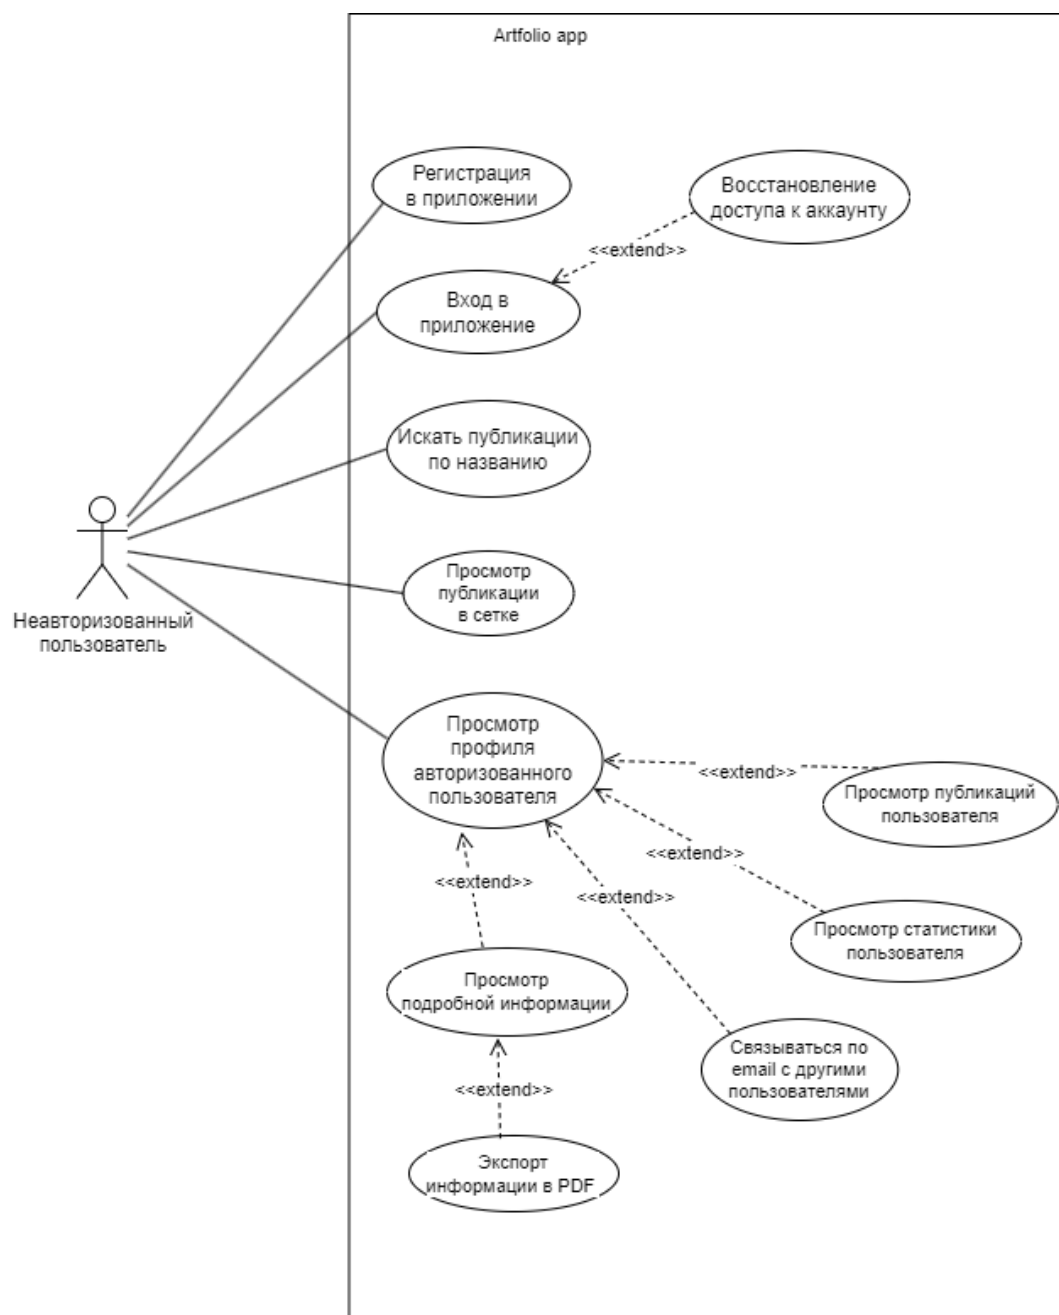 Artfolio app
Регистрация
в приложении
Восстановление
доступа к аккаунту
<<extend>>
Вход в
приложение
Искать публикации
по названию
Неавторизованный
пользователь
Просмотр
публикации
в сетке
Просмотр
профиля
авторизованного
пользователя
<<extend>>
Просмотр публикаций
пользователя
<<extend>>
<<extend>>
<<extend>>
Просмотр статистики
пользователя
Просмотр
подробной информации
Связываться по
email с другими
пользователями
<<extend>>
Экспорт
информации в PDF